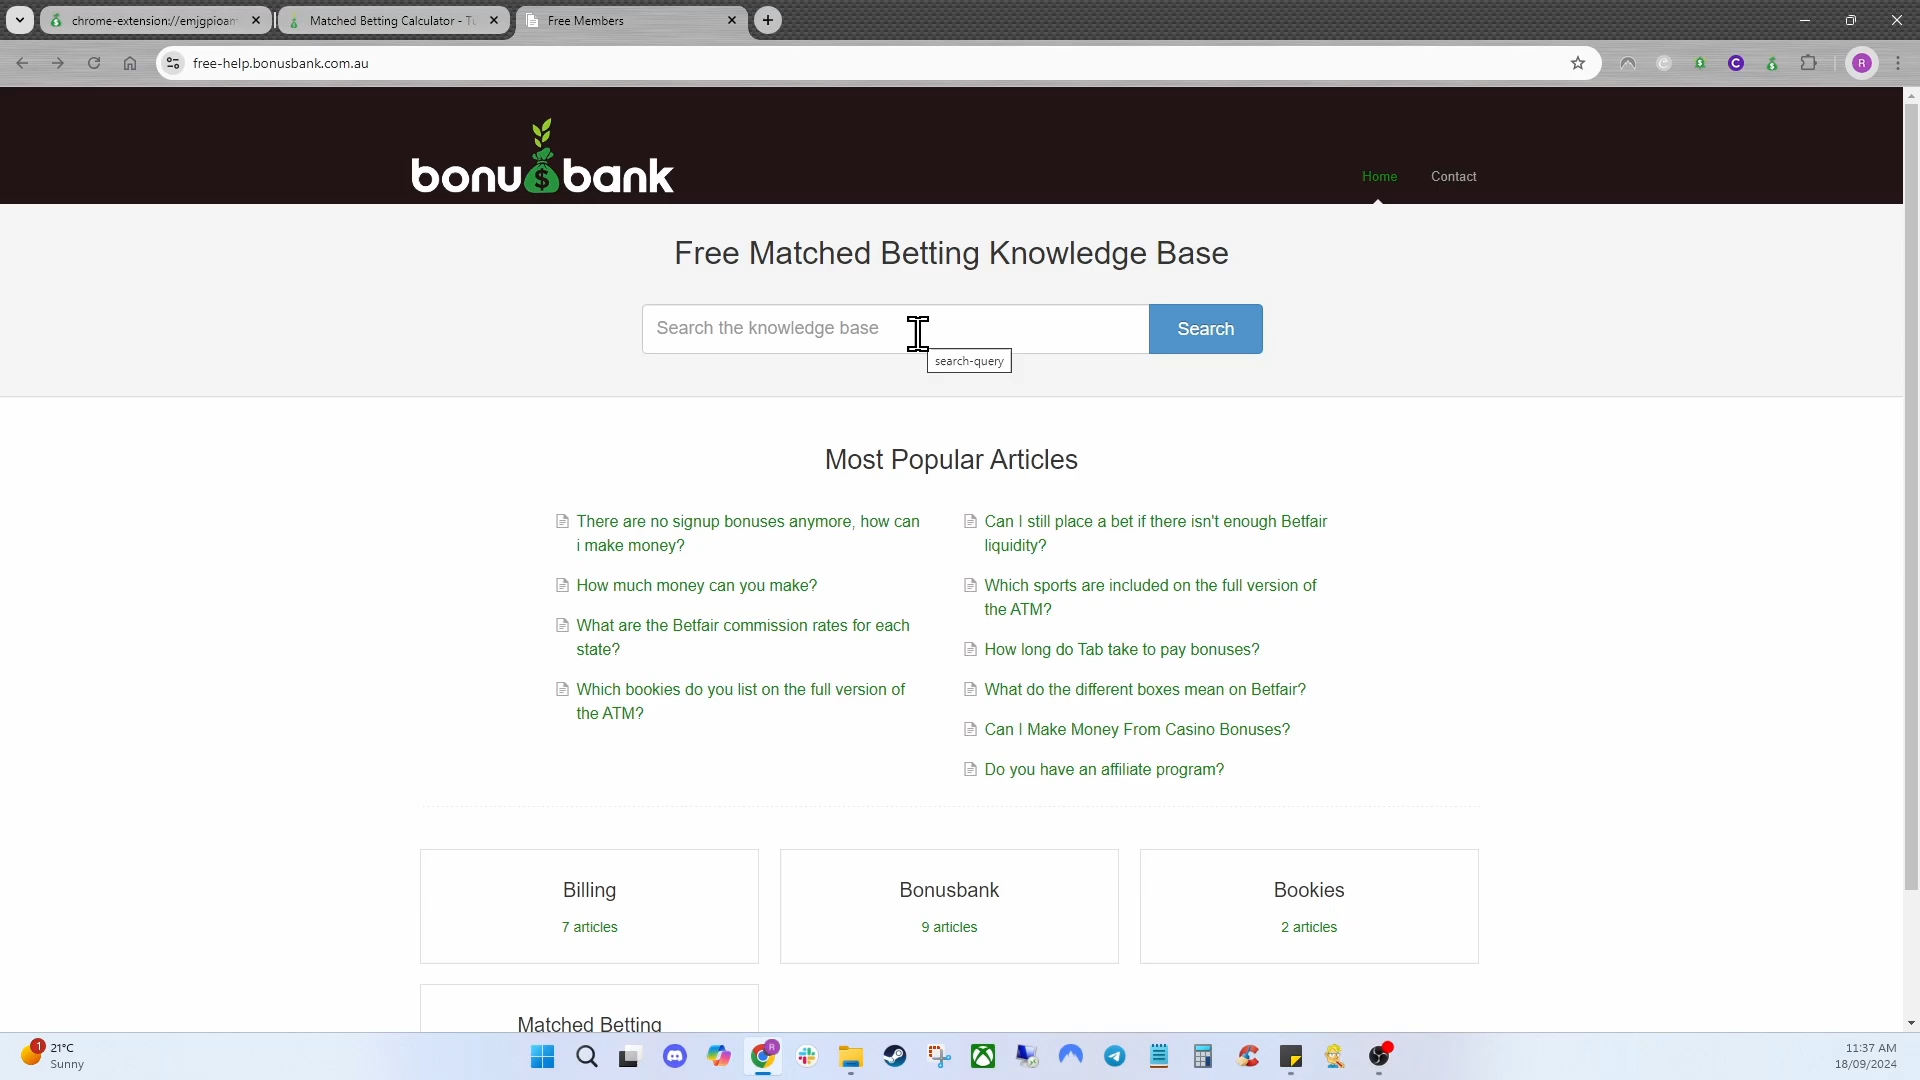 chrome-extension://emjgpioam
Matched Betting Calculator - Tu
Free Members
free-help.bonusbank.com.au
R
bonu$bank
Home
Contact
Free Matched Betting Knowledge Base
Search the knowledge base
Search
search-query
Most Popular Articles
There are no signup bonuses anymore, how can
i make money?
How much money can you make?
What are the Betfair commission rates for each
state?
Which bookies do you list on the full version of
the ATM?
Can I still place a bet if there isn't enough Betfair
liquidity?
Which sports are included on the full version of
the ATM?
How long do Tab take to pay bonuses?
What do the different boxes mean on Betfair?
Can I Make Money From Casino Bonuses?
Do you have an affiliate program?
Billing
7 articles
Bonusbank
9 articles
Bookies
2 articles
Matched Betting
1
21°C
Sunny
R
11:37 AM
18/09/2024